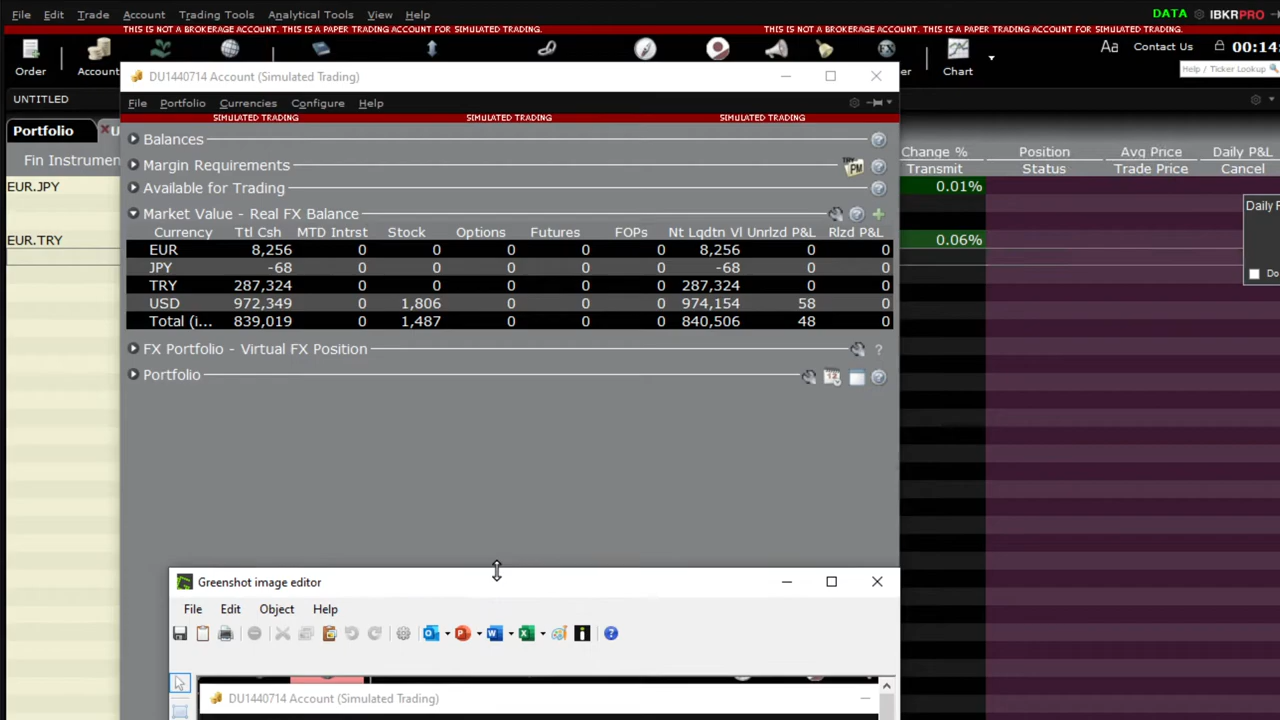 File Edit Trade Account Trading Tools Analytical Tools View Help DATA IBKRPRO
THIS IS NOT A BROKERAGE ACCOUNT. THIS IS A PAPER TRADING ACCOUNT FOR SIMULATED TRADING. THIS IS NOT A BROKERAGE ACCOUNT. THIS IS A PAPER TRADING ACCOUNT FOR SIMULATED TRADING.
Aa Contact Us 00:14:
Order Account Chart
Help / Ticker Lookup
DU1440714 Account (Simulated Trading)
UNTITLED
File Portfolio Currencies Configure Help
SIMULATED TRADING SIMULATED TRADING SIMULATED TRADING
Portfolio U
Balances
Change % Position Avg Price Daily P&L
Fin Instrumen
Margin Requirements
Transmit Status Trade Price Cancel
EUR.JPY
Available for Trading
0.01%
Market Value - Real FX Balance
Daily
Currency Ttl Csh MTD Intrst Stock Options Futures FOPs Nt Lqdtn Vl Unrlzd P&L Rlzd P&L
EUR.TRY
0.06%
EUR 8,256 0 0 0 0 0 8,256 0 0
JPY -68 0 0 0 0 0 -68 0 0
Do
TRY 287,324 0 0 0 0 0 287,324 0 0
USD 972,349 0 1,806 0 0 0 974,154 58 0
Total (i... 839,019 0 1,487 0 0 0 840,506 48 0
FX Portfolio - Virtual FX Position
Portfolio
Greenshot image editor
File Edit Object Help
DU1440714 Account (Simulated Trading)